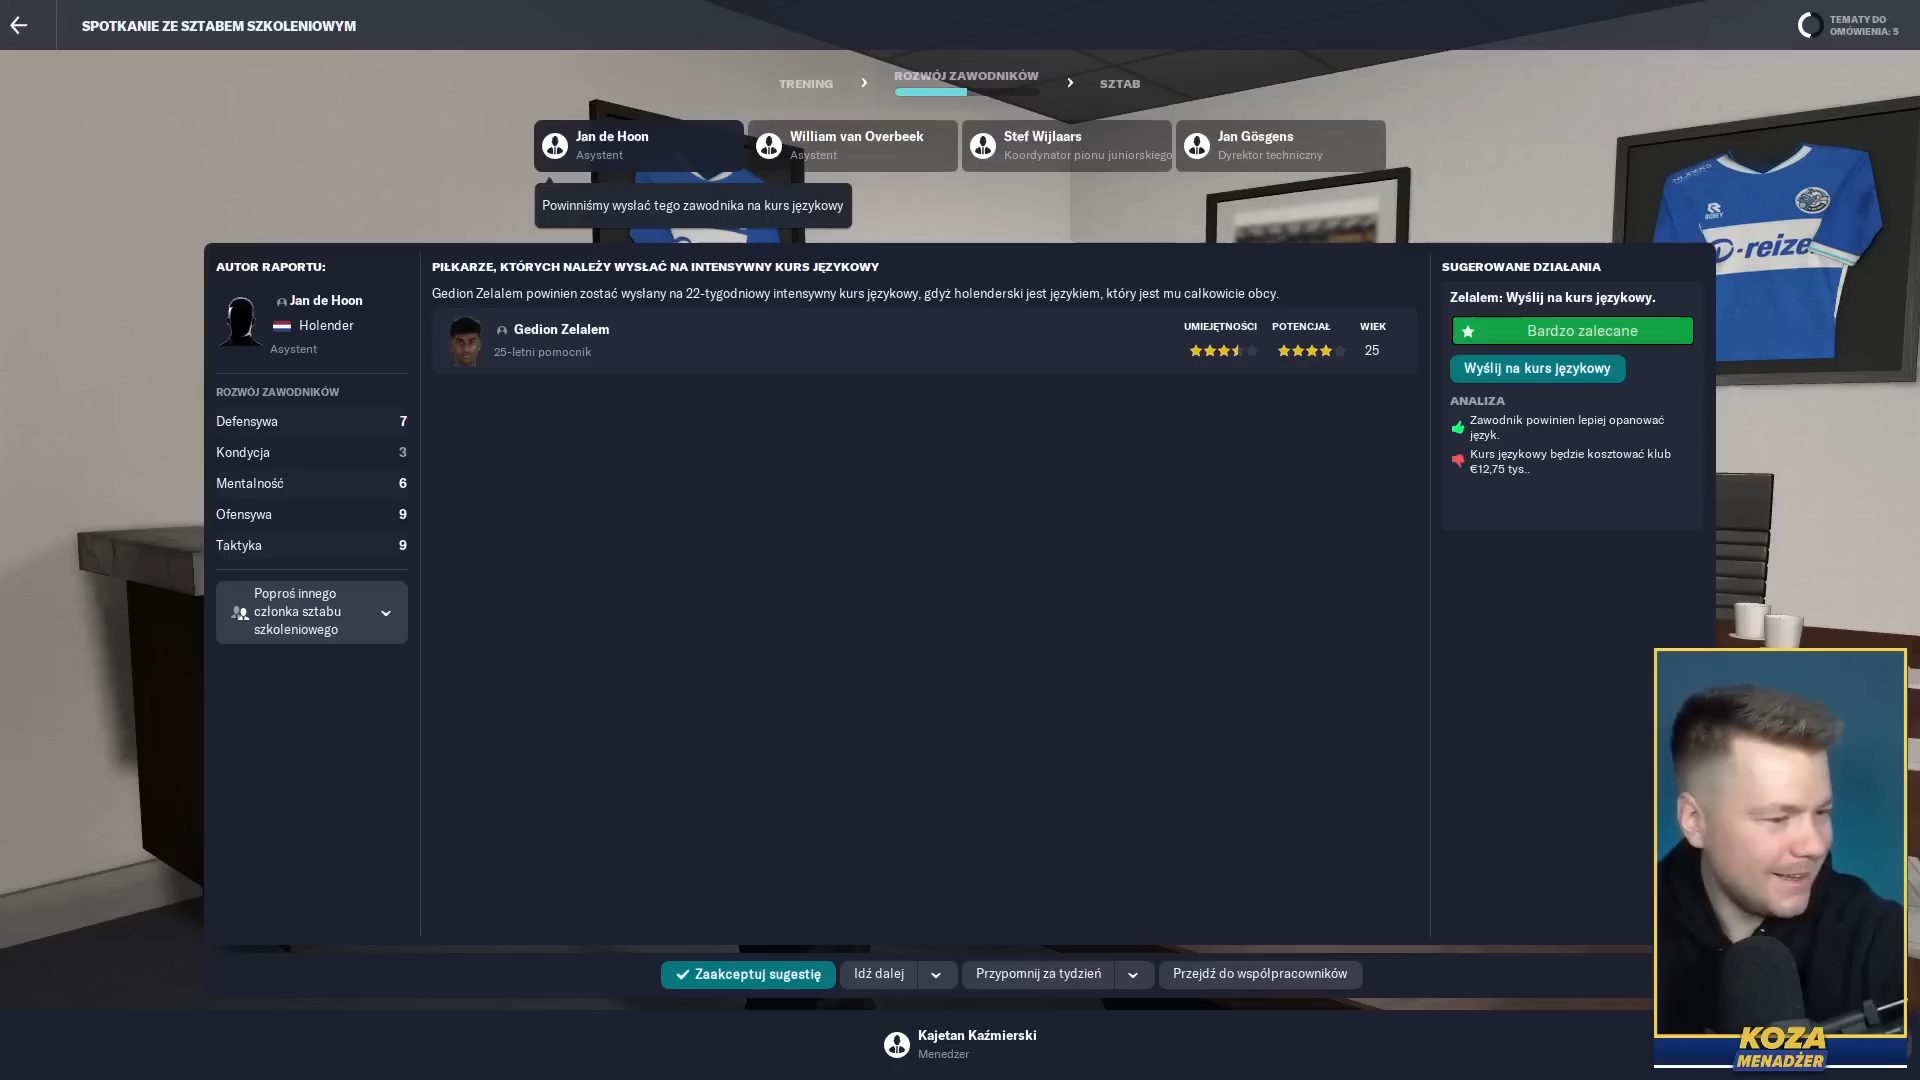 SPOTKANIE ZE SZTABEM SZKOLENIOWYM
TEMATY DO
OMÓWIENIA: 5
TRENING
ROZWÓJ ZAWODNIKÓW
SZTAB
Jan de Hoon
Asystent
William van Overbeek
Asystent
Stef Wijlaars
Koordynator pionu juniorskiego
Jan Gösgens
Dyrektor techniczny
Powinniśmy wysłać tego zawodnika na kurs językowy
ROBEY
-reize
AUTOR RAPORTU:
Jan de Hoon
Holender
Asystent
ROZWÓJ ZAWODNIKÓW
Defensywa 7
Kondycja 3
Mentalność 6
Ofensywa 9
Taktyka 9
Poproś innego
członka sztabu
szkoleniowego
PIŁKARZE, KTÓRYCH NALEŻY WYSŁAĆ NA INTENSYWNY KURS JĘZYKOWY
Gedion Zelalem powinien zostać wysłany na 22-tygodniowy intensywny kurs językowy, gdyż holenderski jest językiem, który jest mu całkowicie obcy.
Gedion Zelalem
25-letni pomocnik
UMIEJĘTNOŚCI POTENCJAŁ WIEK
25
SUGEROWANE DZIAŁANIA
Zelalem: Wyślij na kurs językowy.
Bardzo zalecane
Wyślij na kurs językowy
ANALIZA
Zawodnik powinien lepiej opanować
język.
Kurs językowy będzie kosztować klub
€12,75 tys..
Zaakceptuj sugestię
Idź dalej
Przypomnij za tydzień
Przejdź do współpracowników
Kajetan Kaźmierski
Menedżer
KOZA
MENADŻER